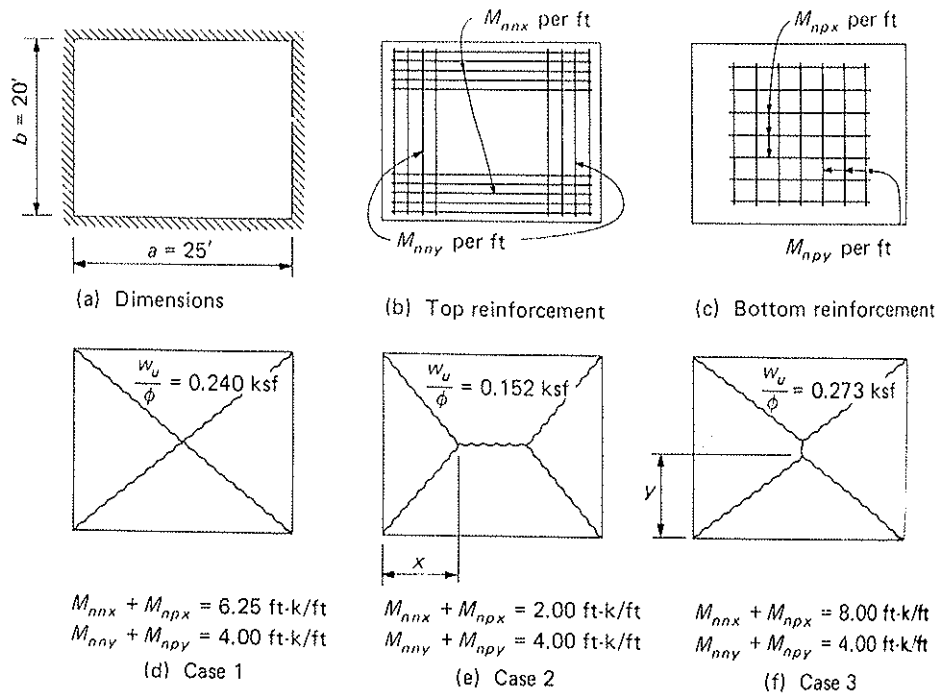 M_nnx per ft
M_npx per ft
b = 20'
a = 25'
M_nny per ft
M_npy per ft
(a) Dimensions
(b) Top reinforcement
(c) Bottom reinforcement
w_u/φ = 0.240 ksf
w_u/φ = 0.152 ksf
w_u/φ = 0.273 ksf
x
y
M_nnx + M_npx = 6.25 ft·k/ft
M_nny + M_npy = 4.00 ft·k/ft
(d) Case 1
M_nnx + M_npx = 2.00 ft·k/ft
M_nny + M_npy = 4.00 ft·k/ft
(e) Case 2
M_nnx + M_npx = 8.00 ft·k/ft
M_nny + M_npy = 4.00 ft·k/ft
(f) Case 3